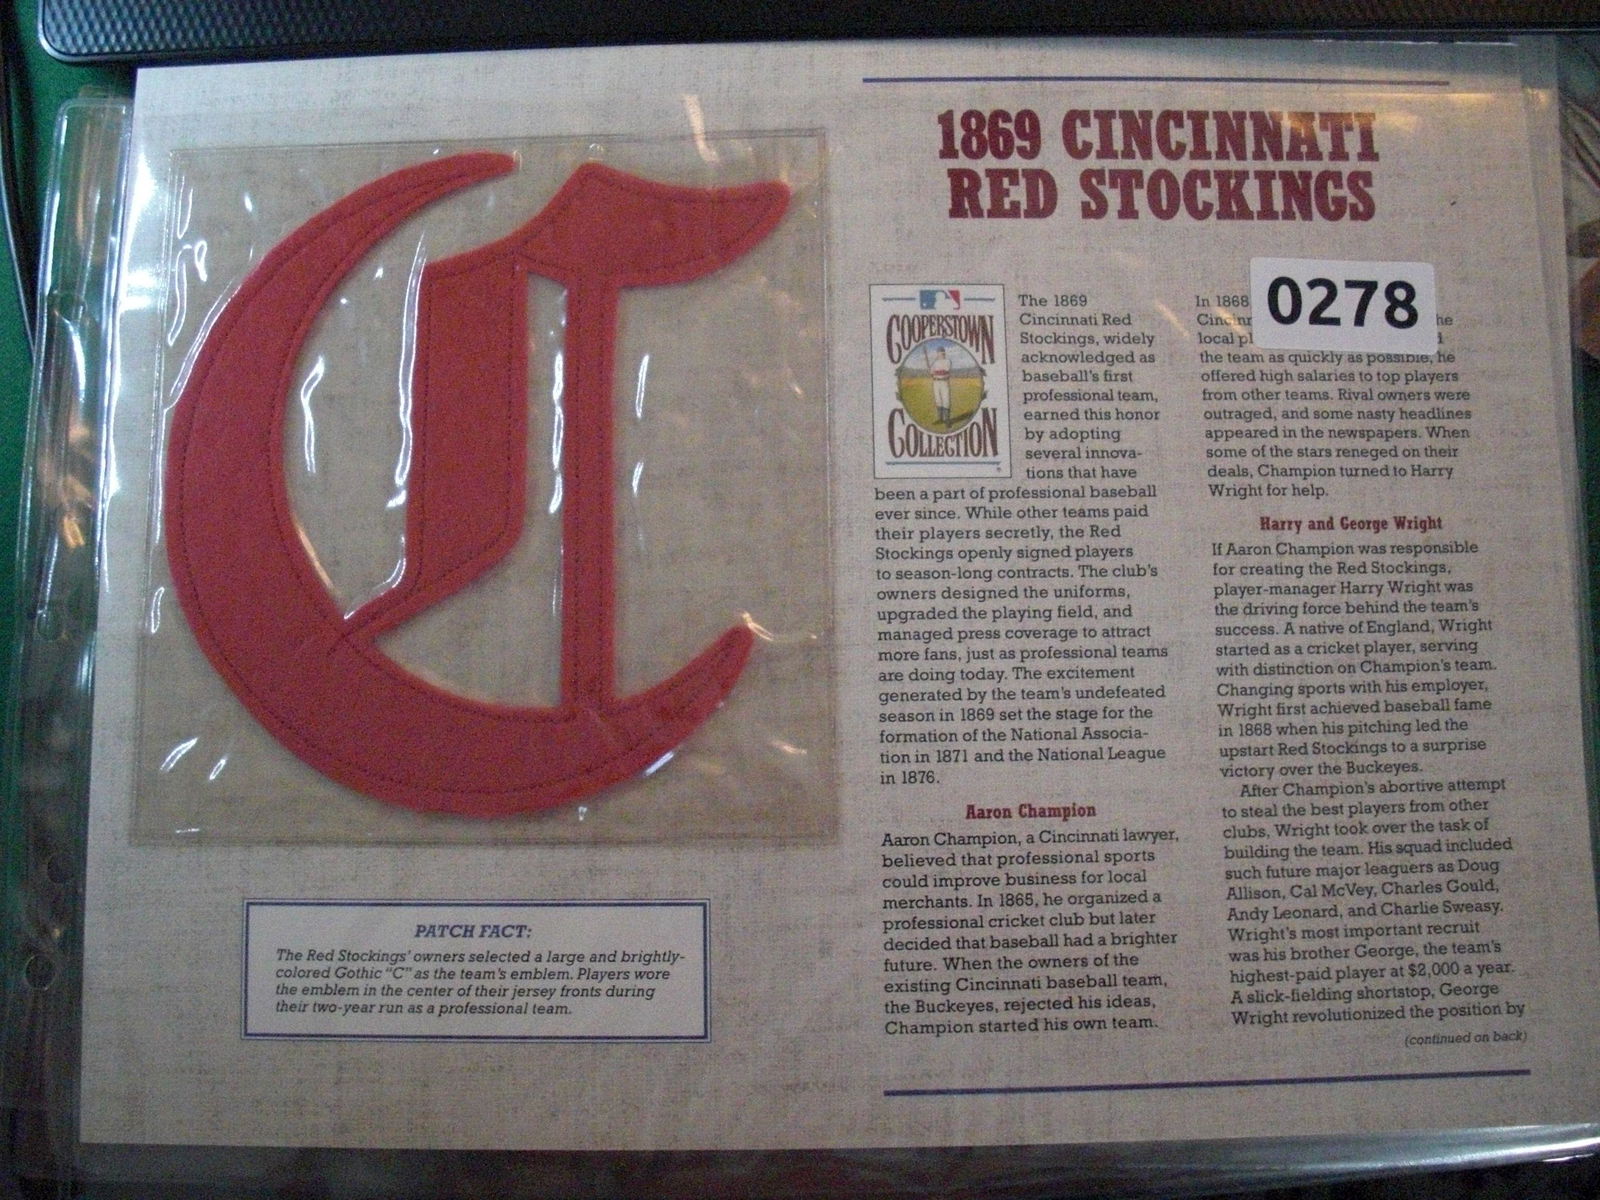 1869 CINCINNATI
RED STOCKINGS
0278
COOPERSTOWN
COLLECTION
The 1869
Cincinnati Red
Stockings, widely
acknowledged as
baseball's first
professional team,
earned this honor
by adopting
several innova-
tions that have
been a part of professional baseball
ever since. While other teams paid
their players secretly, the Red
Stockings openly signed players
to season-long contracts. The club's
owners designed the uniforms,
upgraded the playing field, and
managed press coverage to attract
more fans, just as professional teams
are doing today. The excitement
generated by the team's undefeated
season in 1869 set the stage for the
formation of the National Associa-
tion in 1871 and the National League
in 1876.
Aaron Champion
Aaron Champion, a Cincinnati lawyer,
believed that professional sports
could improve business for local
merchants. In 1865, he organized a
professional cricket club but later
decided that baseball had a brighter
future. When the owners of the
existing Cincinnati baseball team,
the Buckeyes, rejected his ideas,
Champion started his own team.
In 1868
local
the team as quickly as possible, he
offered high salaries to top players
from other teams. Rival owners were
outraged, and some nasty headlines
appeared in the newspapers. When
some of the stars reneged on their
deals, Champion turned to Harry
Wright for help.
Harry and George Wright
If Aaron Champion was responsible
for creating the Red Stockings,
player-manager Harry Wright was
the driving force behind the team's
success. A native of England, Wright
started as a cricket player, serving
with distinction on Champion's team.
Changing sports with his employer,
Wright first achieved baseball fame
in 1868 when his pitching led the
upstart Red Stockings to a surprise
victory over the Buckeyes.
After Champion's abortive attempt
to steal the best players from other
clubs, Wright took over the task of
building the team. His squad included
such future major leaguers as Doug
Allison, Cal McVey, Charles Gould,
Andy Leonard, and Charlie Sweasy.
Wright's most important recruit
was his brother George, the team's
highest-paid player at $2,000 a year.
A slick-fielding shortstop, George
Wright revolutionized the position by
(continued on back)
C
PATCH FACT:
The Red Stockings' owners selected a large and brightly-
colored Gothic "C" as the team's emblem. Players wore
the emblem in the center of their jersey fronts during
their two-year run as a professional team.